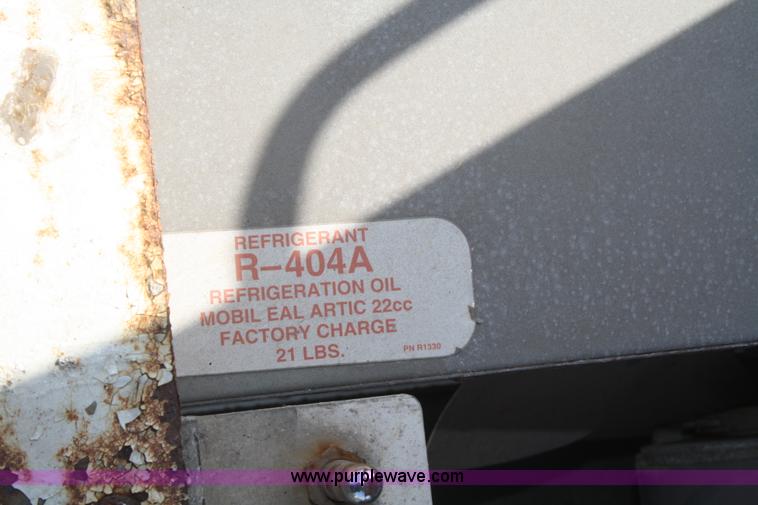 REFRIGERANT
R-404A
REFRIGERATION OIL
MOBIL EAL ARTIC 22cc
FACTORY CHARGE
21 LBS.
PN R1330
www.purplewave.com